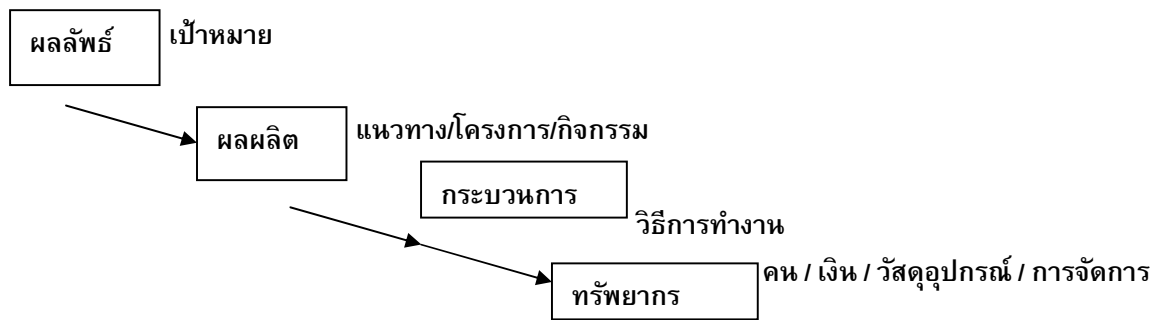 ผลลัพธ์ เป้าหมาย
ผลผลิต แนวทาง/โครงการ/กิจกรรม
กระบวนการ
วิธีการทำงาน
ทรัพยากร คน / เงิน / วัสดุอุปกรณ์ / การจัดการ